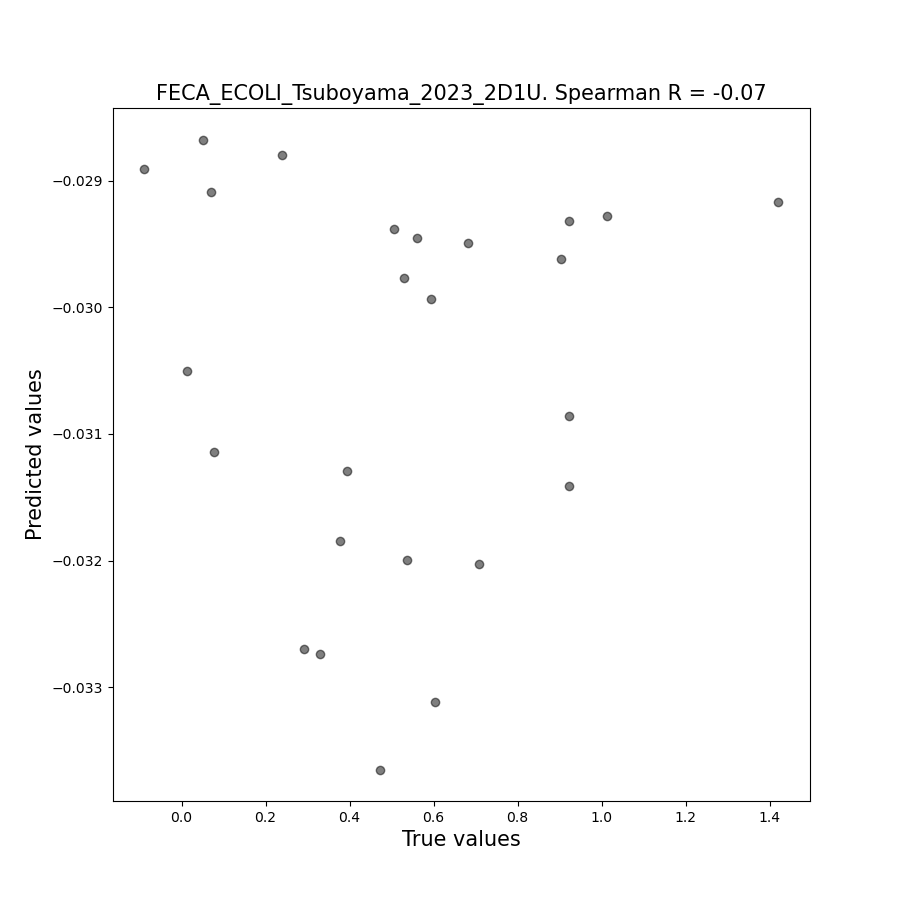 FECA_ECOLI_Tsuboyama_2023_2D1U. Spearman R = -0.07
−0.029
−0.030
−0.031
−0.032
−0.033
Predicted values
0.0 0.2 0.4 0.6 0.8 1.0 1.2 1.4
True values